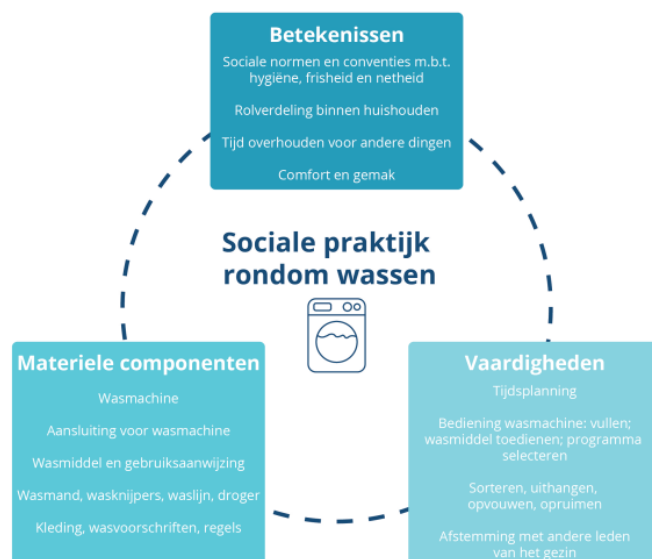 Betekenissen
Sociale normen en conventies m.b.t.
hygiëne, frisheid en netheid
Rolverdeling binnen huishouden
Tijd overhouden voor andere dingen
Comfort en gemak
Sociale praktijk
rondom wassen
Materiele componenten
Wasmachine
Aansluiting voor wasmachine
Wasmiddel en gebruiksaanwijzing
Wasmand, wasknijpers, waslijn, droger
Kleding, wasvoorschriften, regels
Vaardigheden
Tijdsplanning
Bediening wasmachine: vullen;
wasmiddel toedienen; programma
selecteren
Sorteren, uithangen,
opvouwen, opruimen
Afstemming met andere leden
van het gezin